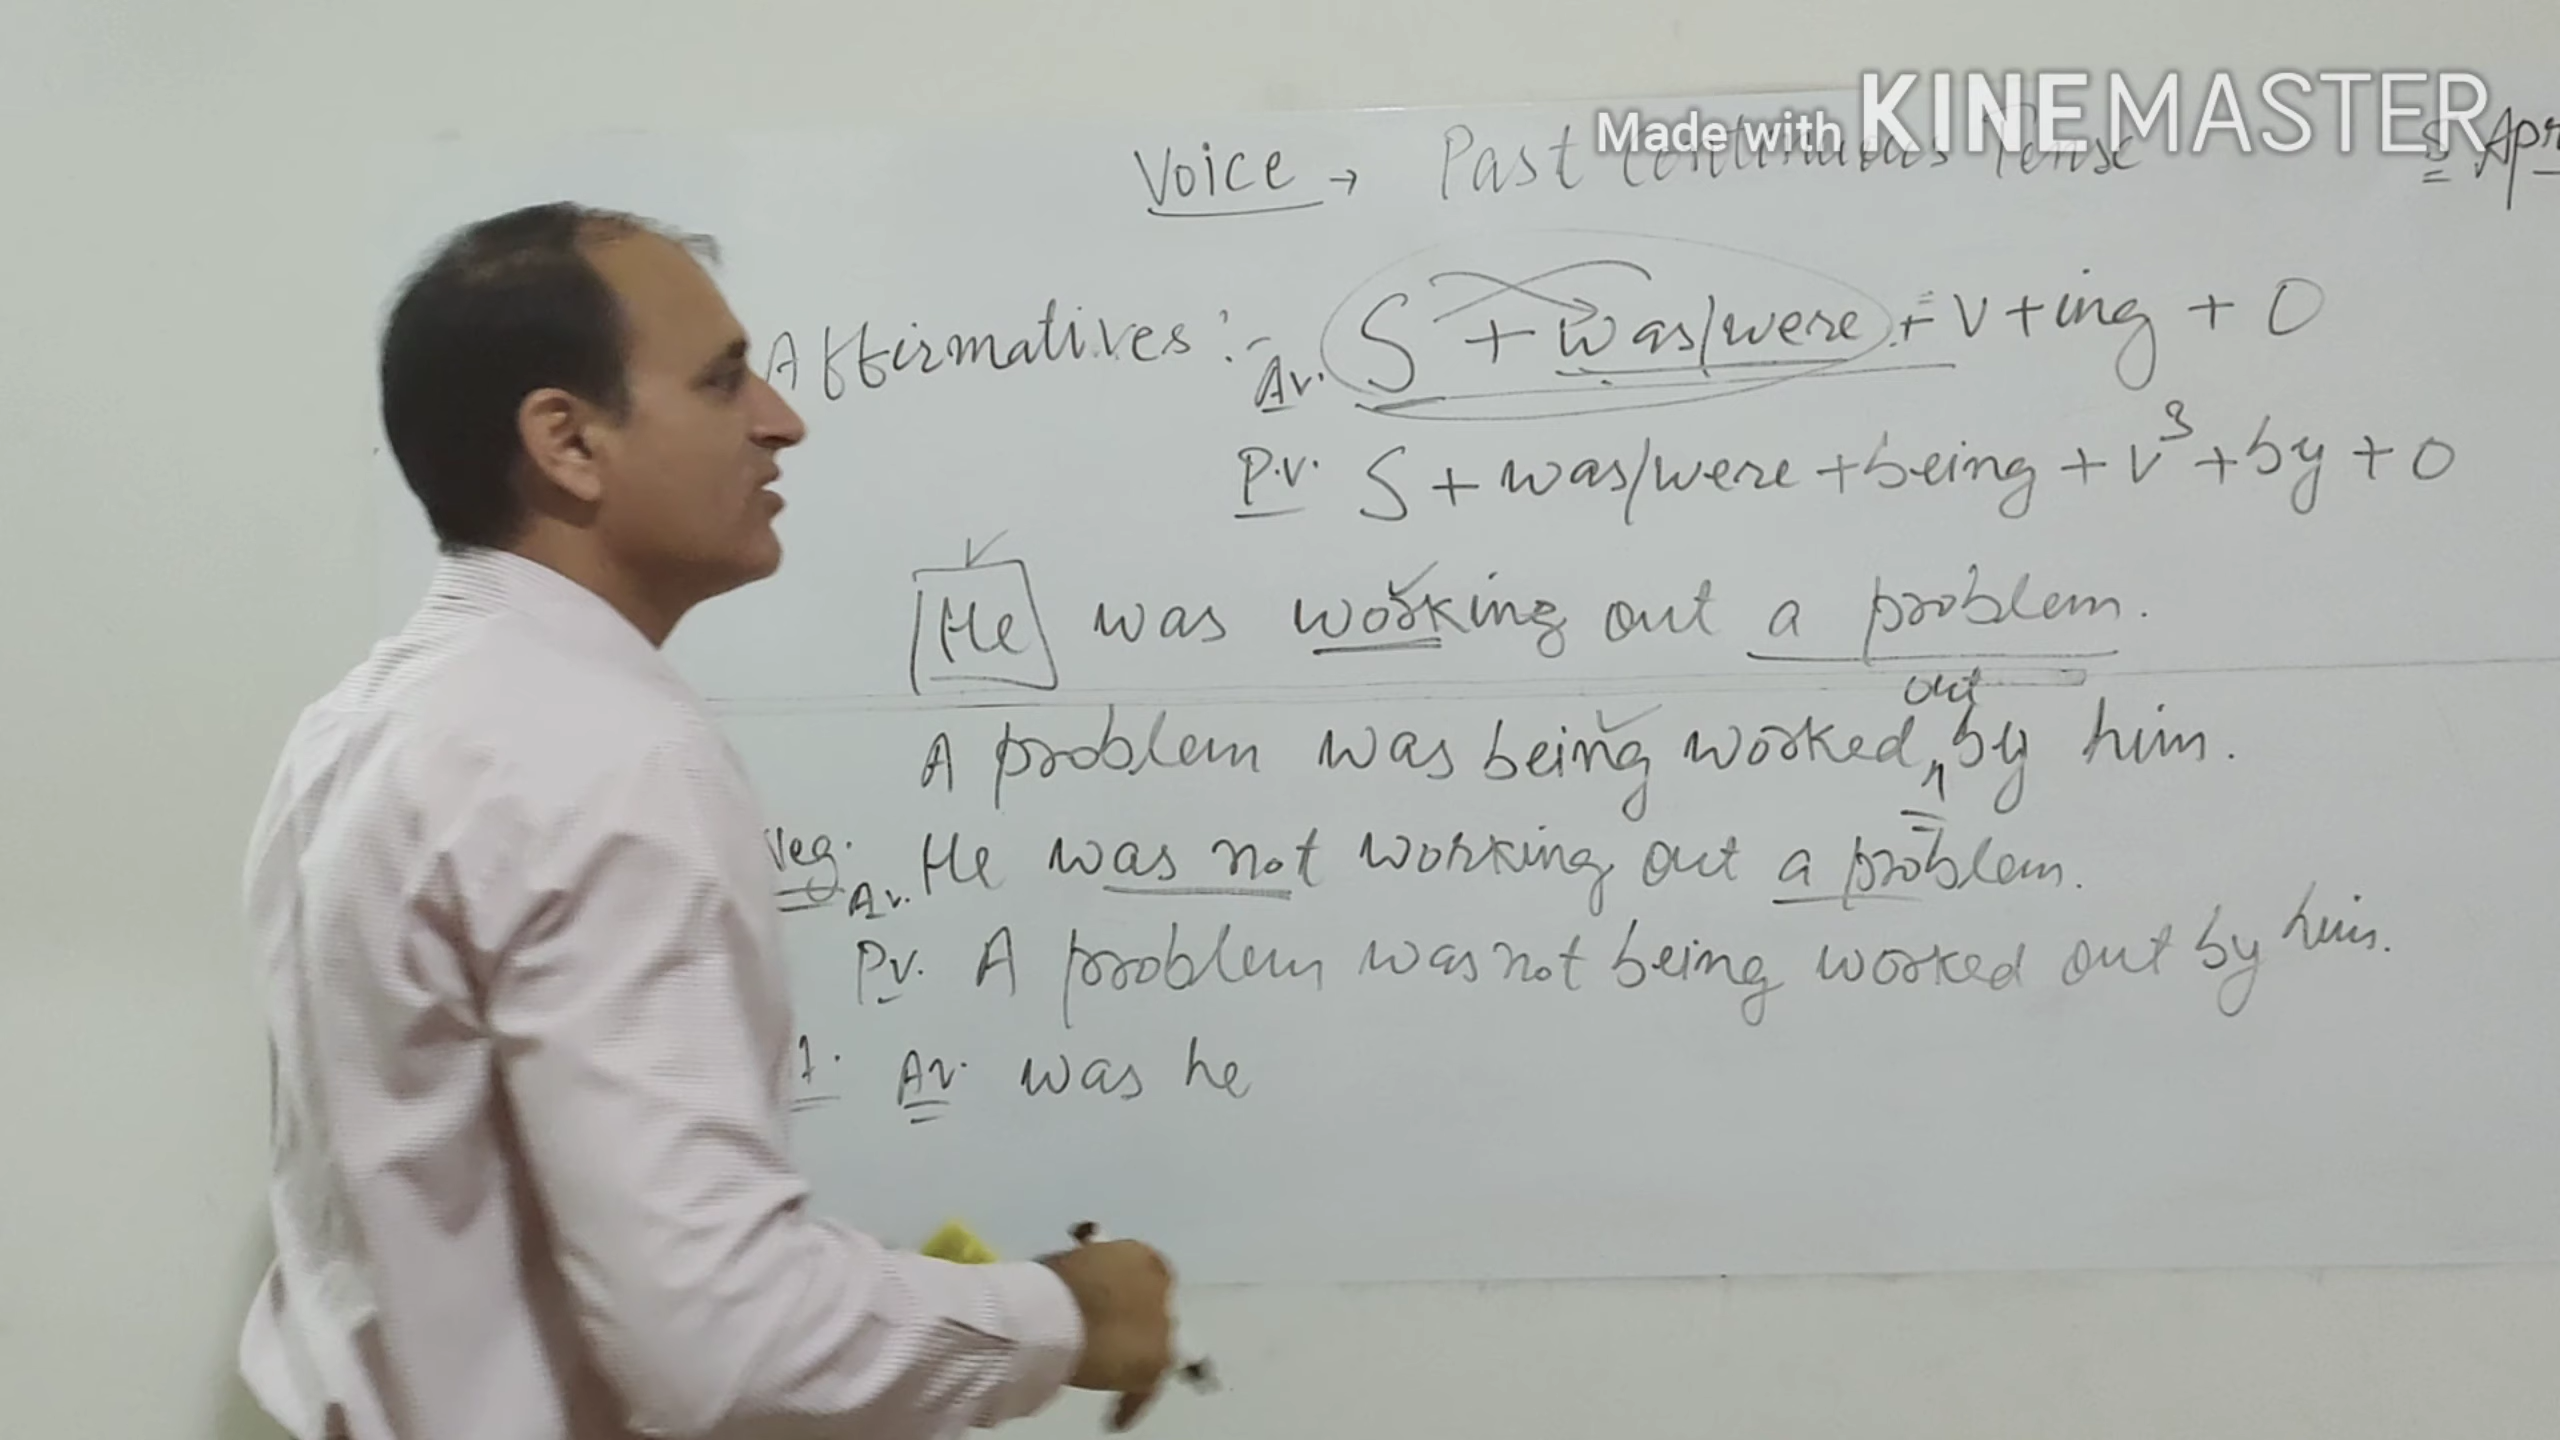 Made with KINEMASTER
Voice → Past Continuous Tense 8 Apr
Affirmatives :- Av. S + was/were + V + ing + O
P.V. S + was/were + being + V³ + by + O
He was working out a problem.
out
A problem was being worked ^ by him.
Neg. Av. He was not working out a problem.
Pv. A problem was not being worked out by him.
I. Av. was he